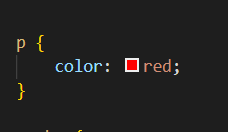 p {
    color: red;
}